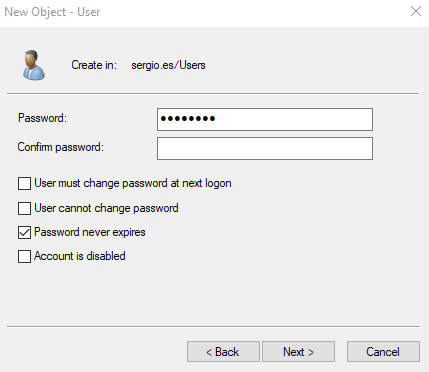 New Object - User
Create in: sergio.es/Users
Password: ●●●●●●●●
Confirm password:
User must change password at next logon
User cannot change password
Password never expires
Account is disabled
< Back Next > Cancel